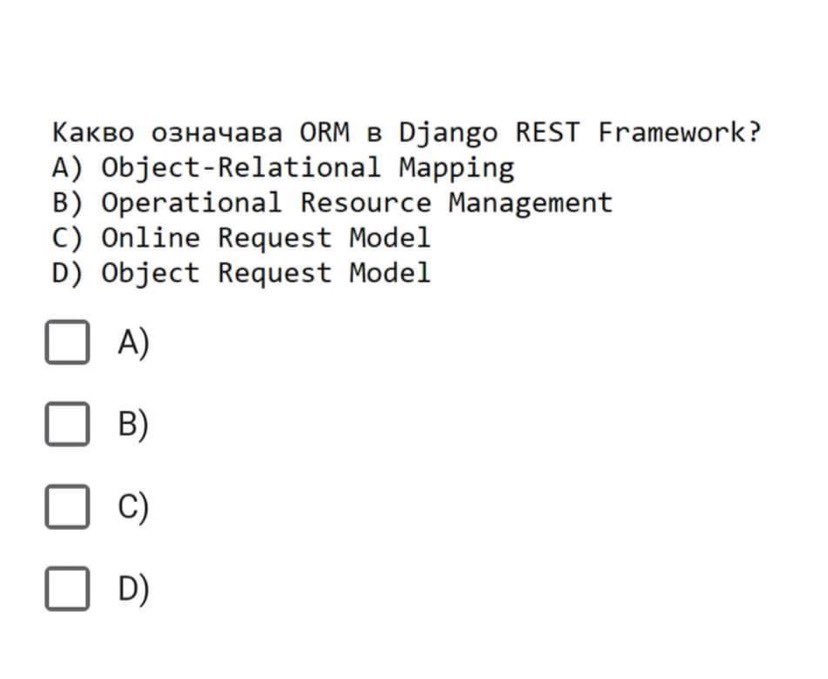 Какво означава ORM в Django REST Framework?
A) Object-Relational Mapping
B) Operational Resource Management
C) Online Request Model
D) Object Request Model
A)
B)
C)
D)